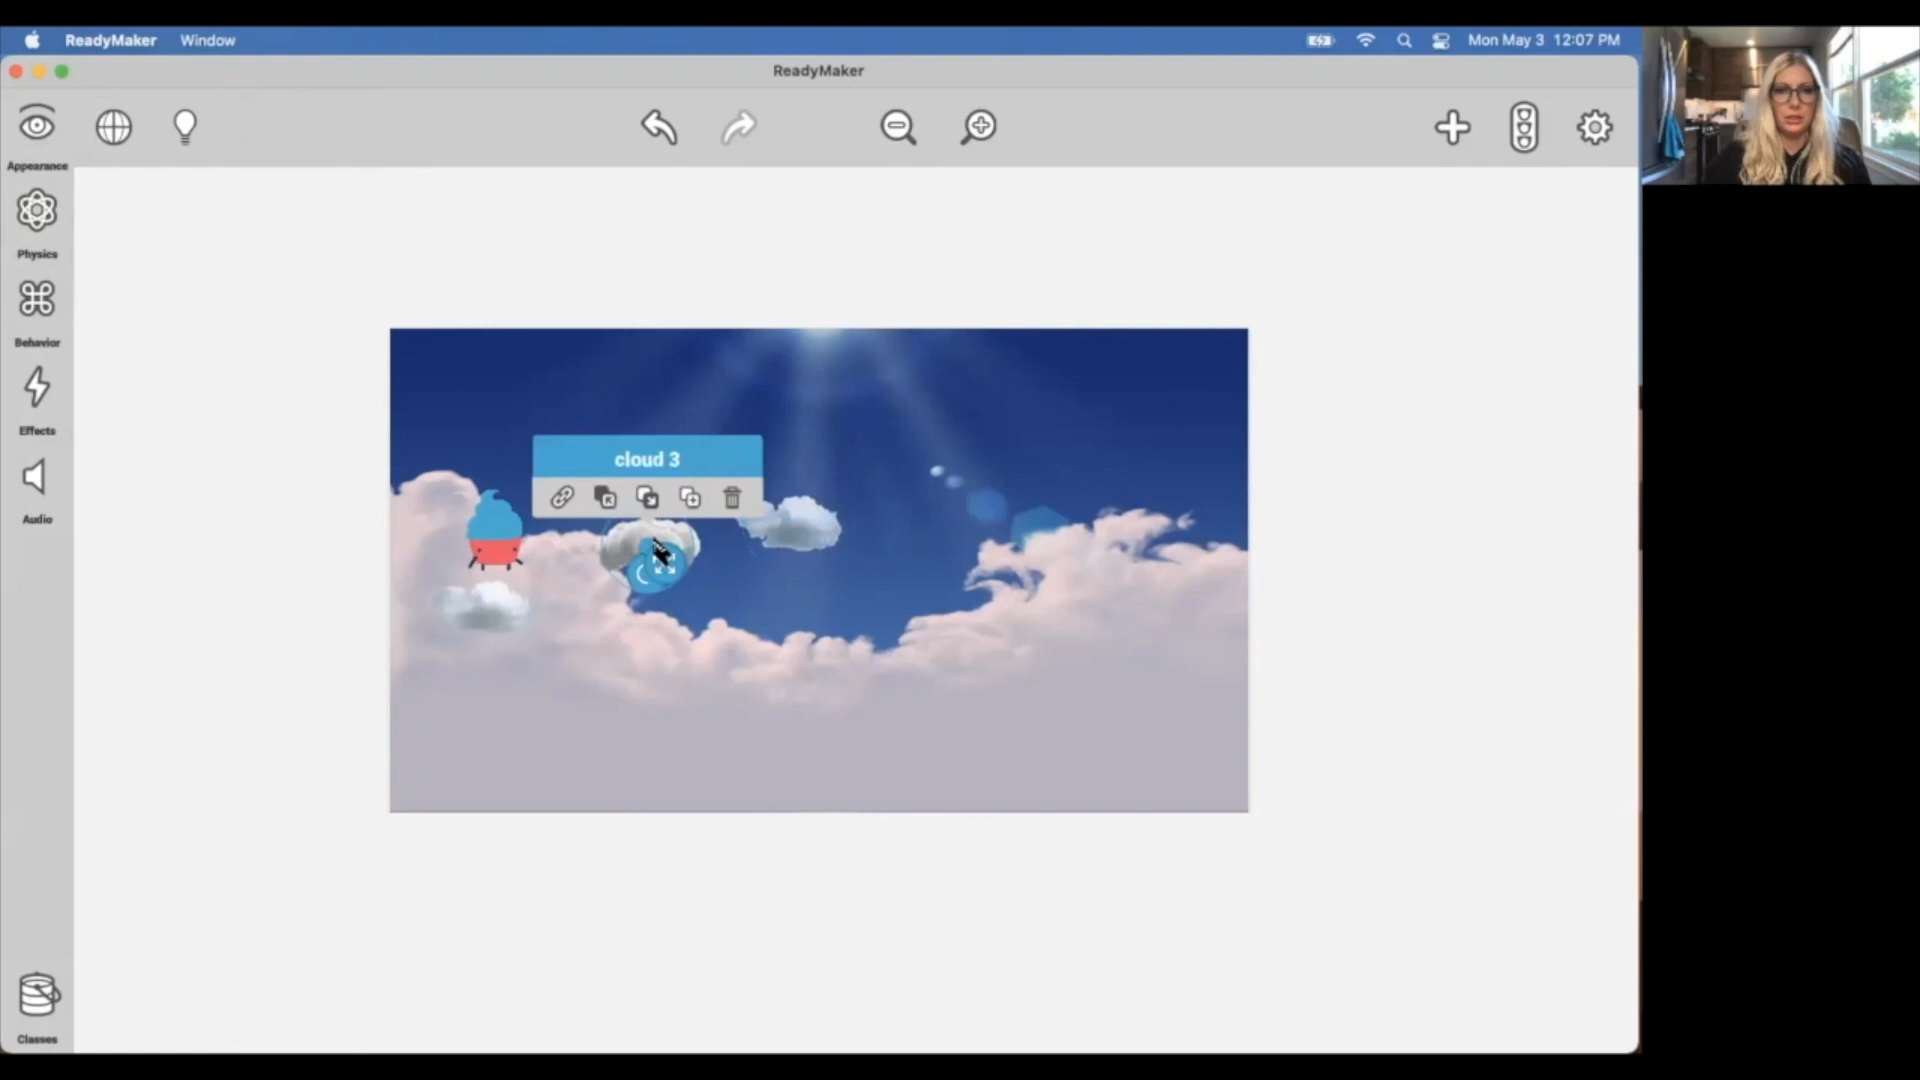 ReadyMaker Window
Mon May 3 12:07 PM
ReadyMaker
Appearance
Physics
Behavior
Effects
Audio
cloud 3
Classes